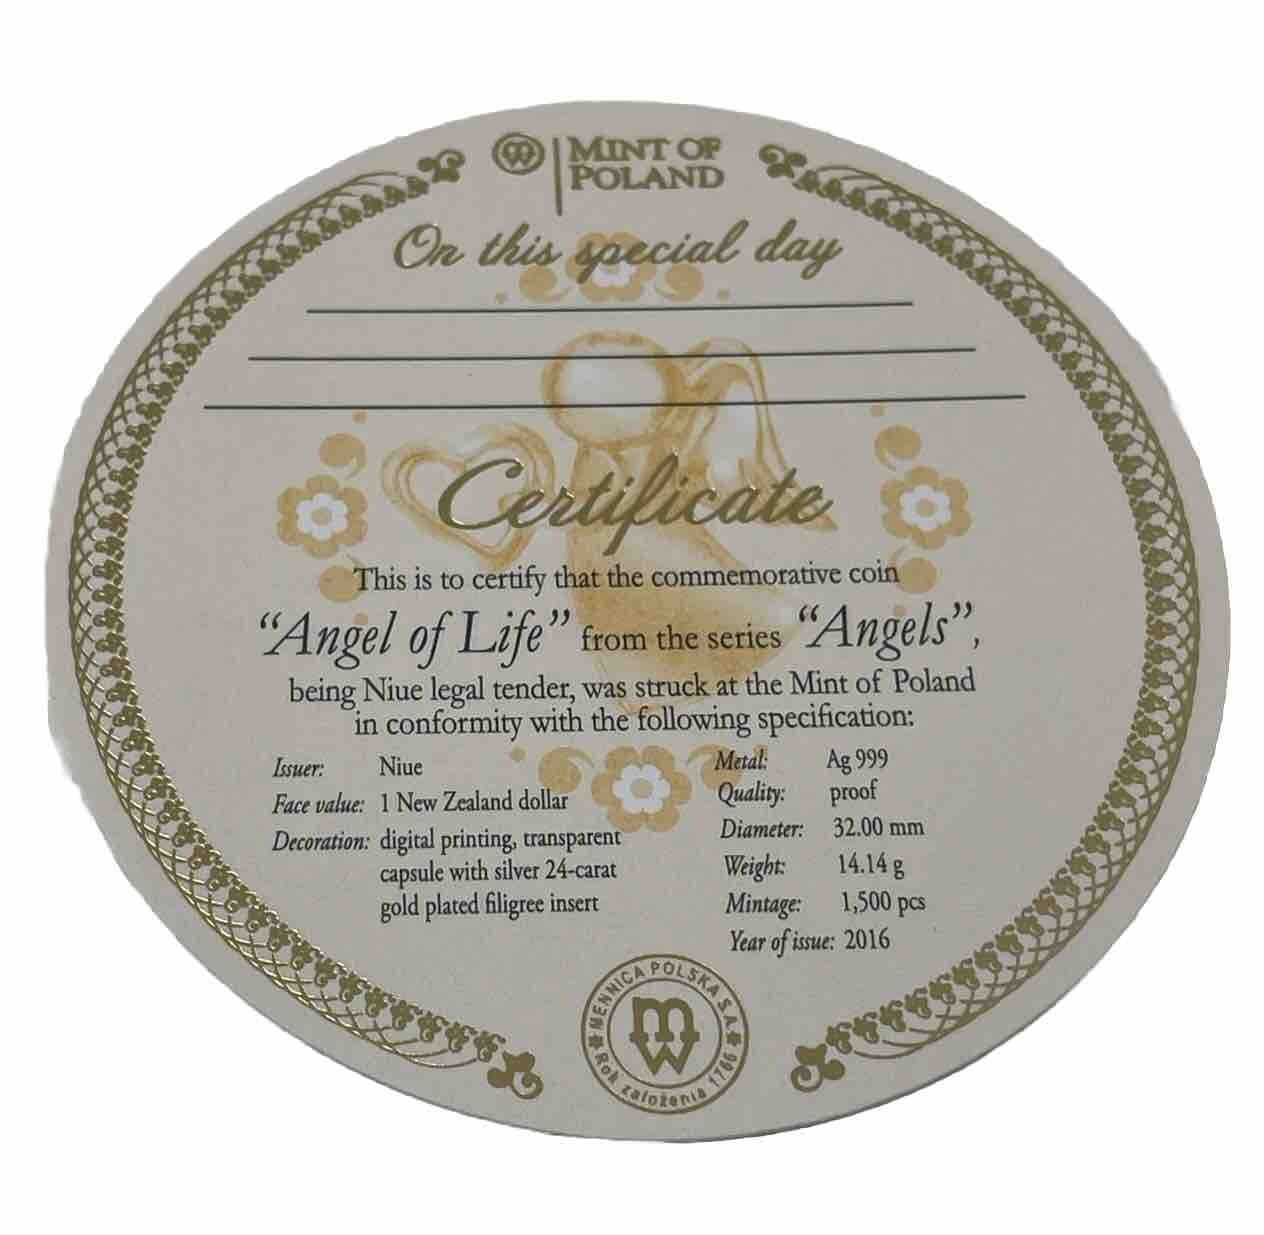 MINT OF
POLAND
On this special day
Certificate
This is to certify that the commemorative coin
“Angel of Life” from the series “Angels”,
being Niue legal tender, was struck at the Mint of Poland
in conformity with the following specification:
Issuer: Niue
Face value: 1 New Zealand dollar
Decoration: digital printing, transparent
capsule with silver 24-carat
gold plated filigree insert
Metal: Ag 999
Quality: proof
Diameter: 32.00 mm
Weight: 14.14 g
Mintage: 1,500 pcs
Year of issue: 2016
MENNICA POLSKA S.A.
Rok założenia 1766